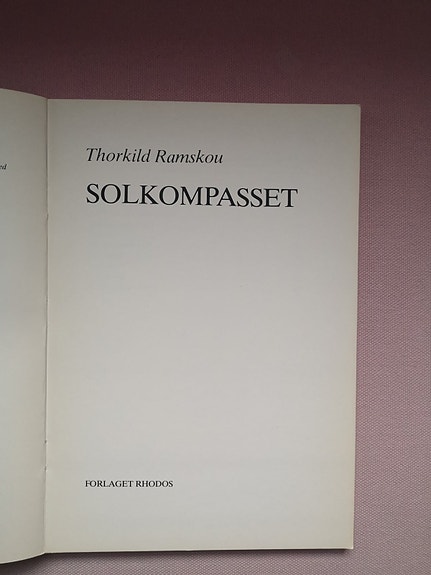 Thorkild Ramskou
SOLKOMPASSET
FORLAGET RHODOS